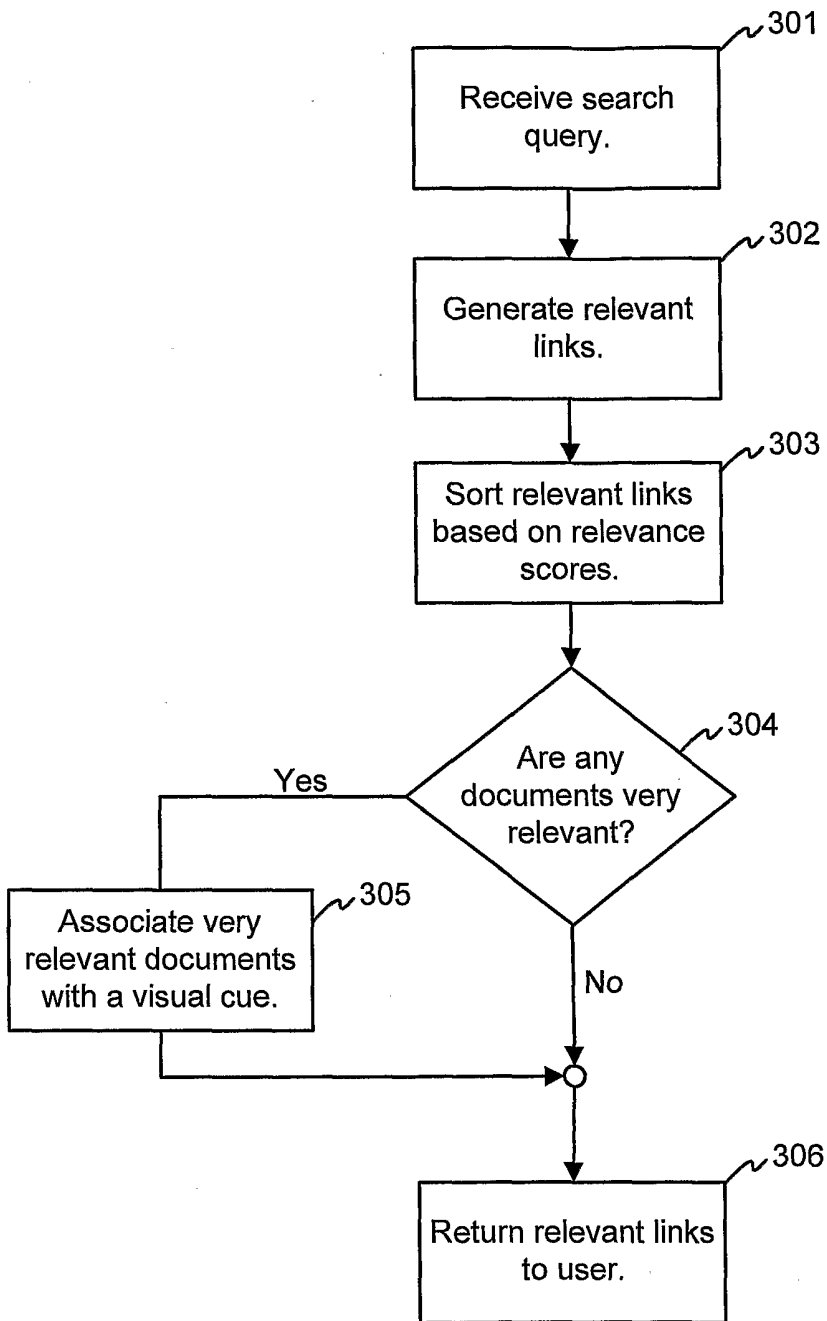 301
Receive search
query.
302
Generate relevant
links.
303
Sort relevant links
based on relevance
scores.
304
Are any
documents very
relevant?
Yes
305
Associate very
relevant documents
with a visual cue.
No
306
Return relevant links
to user.